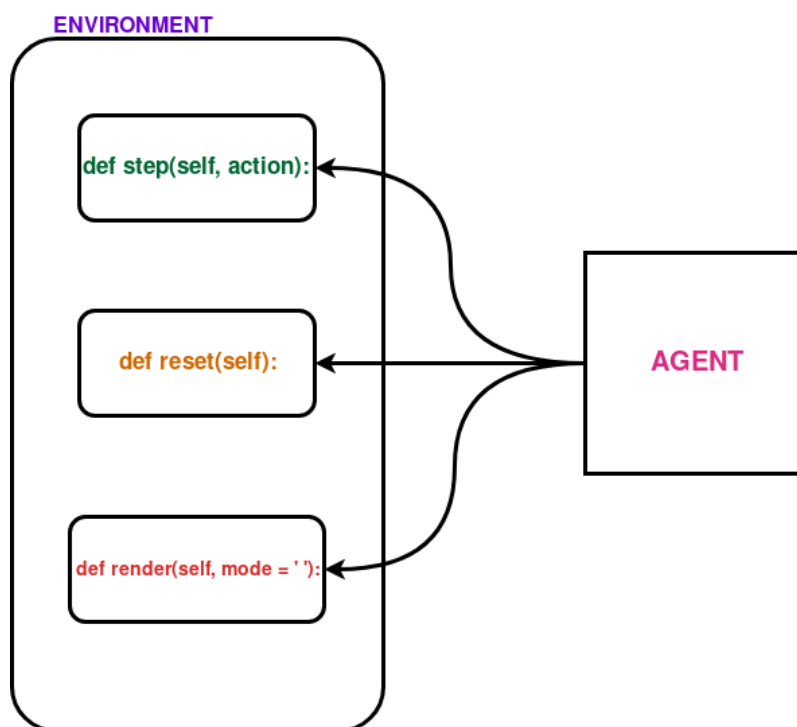 ENVIRONMENT
def step(self, action):
def reset(self):
AGENT
def render(self, mode = ' '):